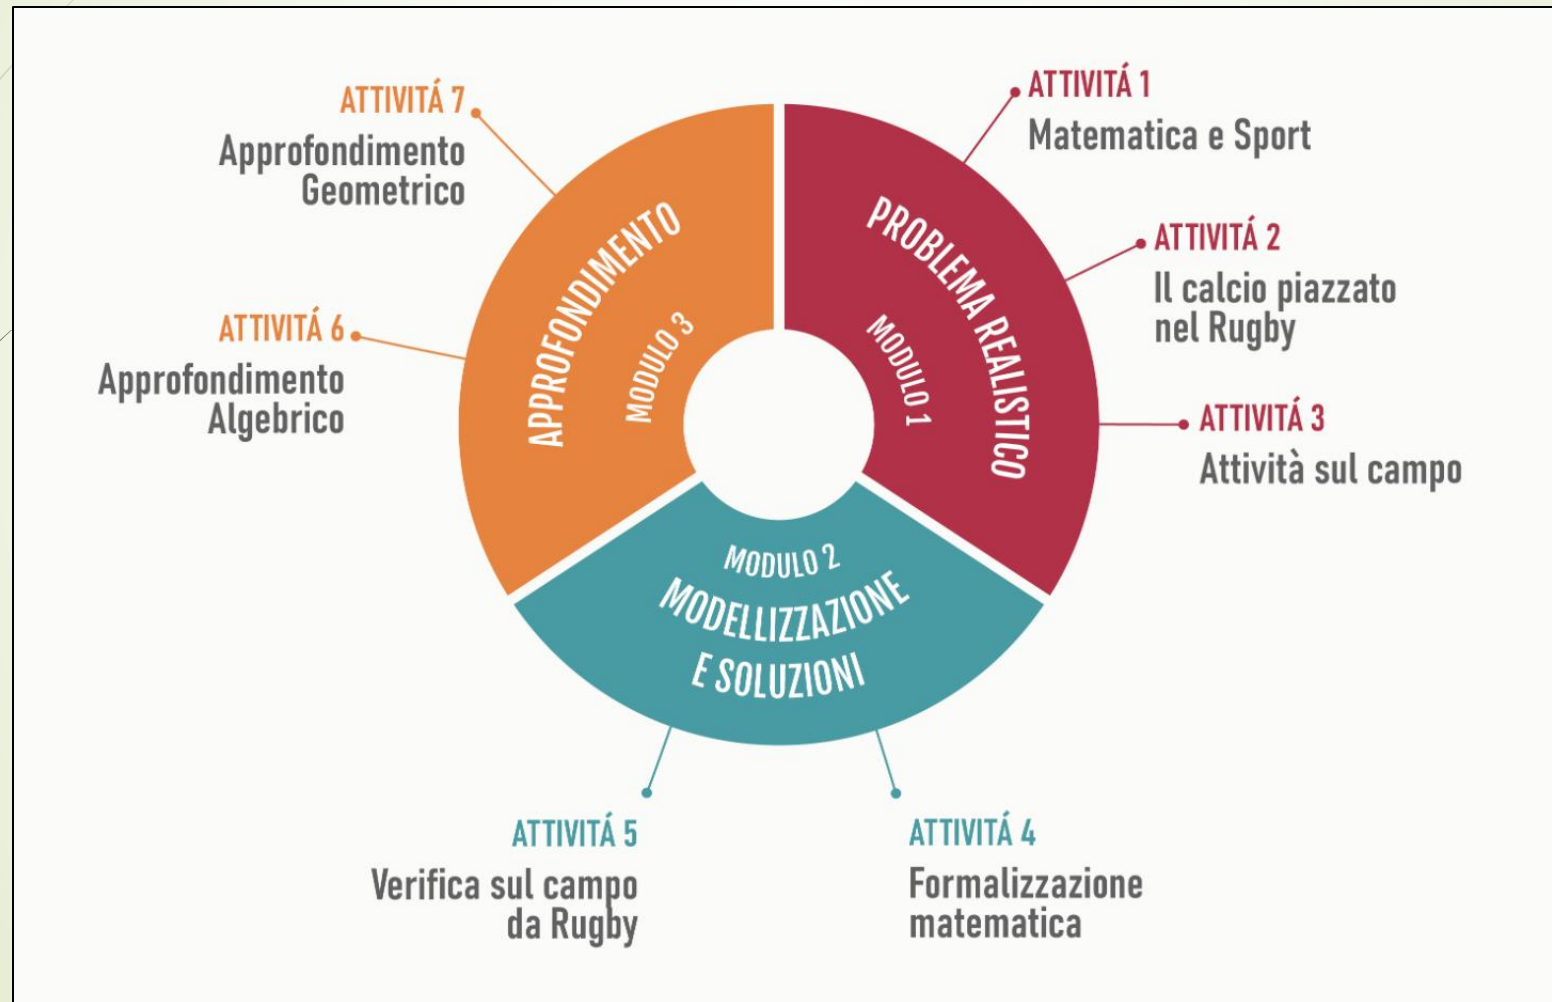 ATTIVITÁ 1
Matematica e Sport
ATTIVITÁ 2
Il calcio piazzato
nel Rugby
ATTIVITÁ 3
Attività sul campo
PROBLEMA REALISTICO
MODULO 1
MODULO 2
MODELLIZZAZIONE
E SOLUZIONI
ATTIVITÁ 4
Formalizzazione
matematica
ATTIVITÁ 5
Verifica sul campo
da Rugby
APPROFONDIMENTO
MODULO 3
ATTIVITÁ 6
Approfondimento
Algebrico
ATTIVITÁ 7
Approfondimento
Geometrico